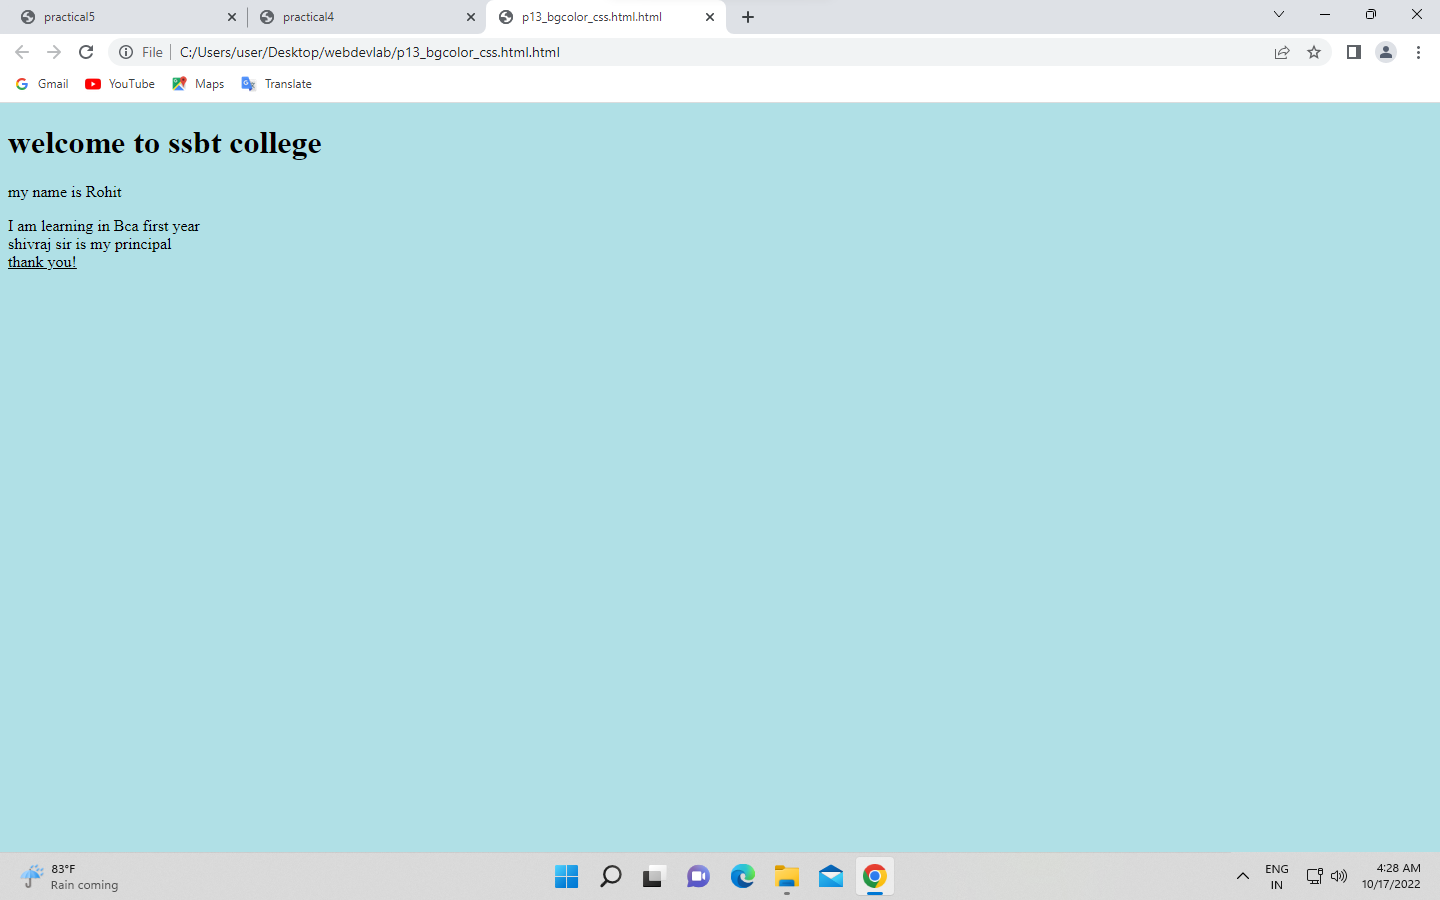 practical5
practical4
p13_bgcolor_css.html.html
File
C:/Users/user/Desktop/webdevlab/p13_bgcolor_css.html.html
Gmail
YouTube
Maps
Translate
welcome to ssbt college
my name is Rohit
I am learning in Bca first year
shivraj sir is my principal
thank you!
83°F
Rain coming
ENG
IN
4:28 AM
10/17/2022